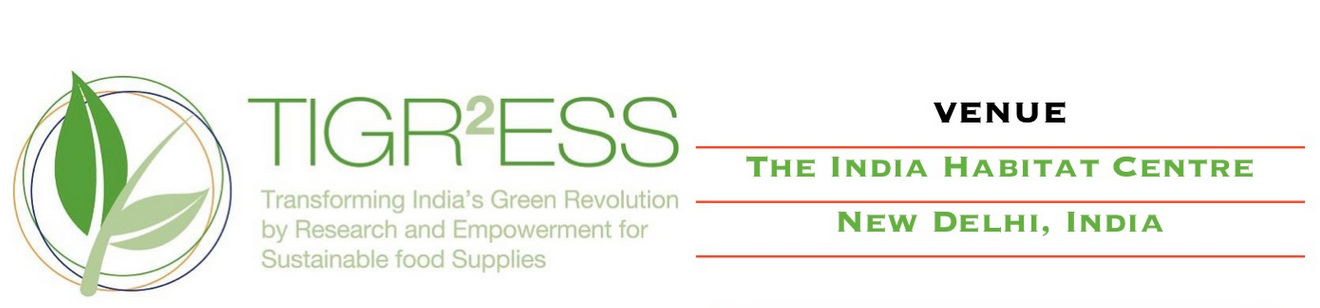 TIGR²ESS
Transforming India's Green Revolution
by Research and Empowerment for
Sustainable food Supplies
VENUE
THE INDIA HABITAT CENTRE
NEW DELHI, INDIA